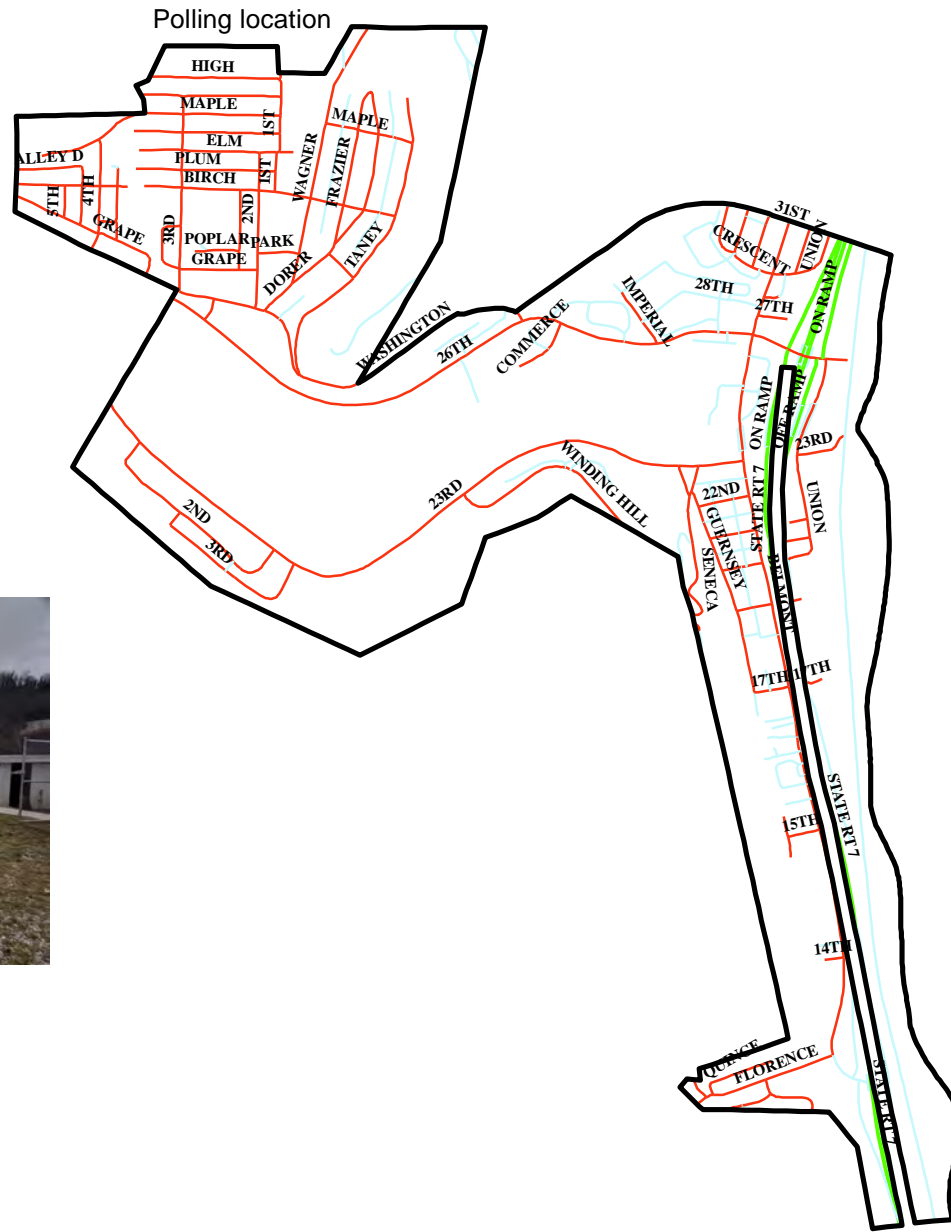 Polling location
HIGH
MAPLE
1ST
ELM
PLUM
1ST
BIRCH
ALLEY D
5TH
4TH
GRAPE
3RD
2ND
POPLAR
PARK
GRAPE
DORER
WAGNER
FRAZIER
MAPLE
TANEY
WASHINGTON
26TH
COMMERCE
IMPERIAL
31ST
CRESCENT
UNION
28TH
27TH
ON RAMP
ON RAMP
OFF RAMP
23RD
23RD
WINDING HILL
2ND
3RD
22ND
GUERNSEY
SENECA
STATE RT 7
UNION
BELMONT
17TH
17TH
STATE RT 7
15TH
14TH
QUINCE
FLORENCE
STATE RT 7